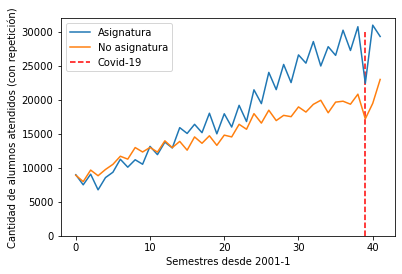 Cantidad de alumnos atendidos (con repetición)
30000
25000
20000
15000
10000
5000
0
Asignatura
No asignatura
Covid-19
0 10 20 30 40
Semestres desde 2001-1